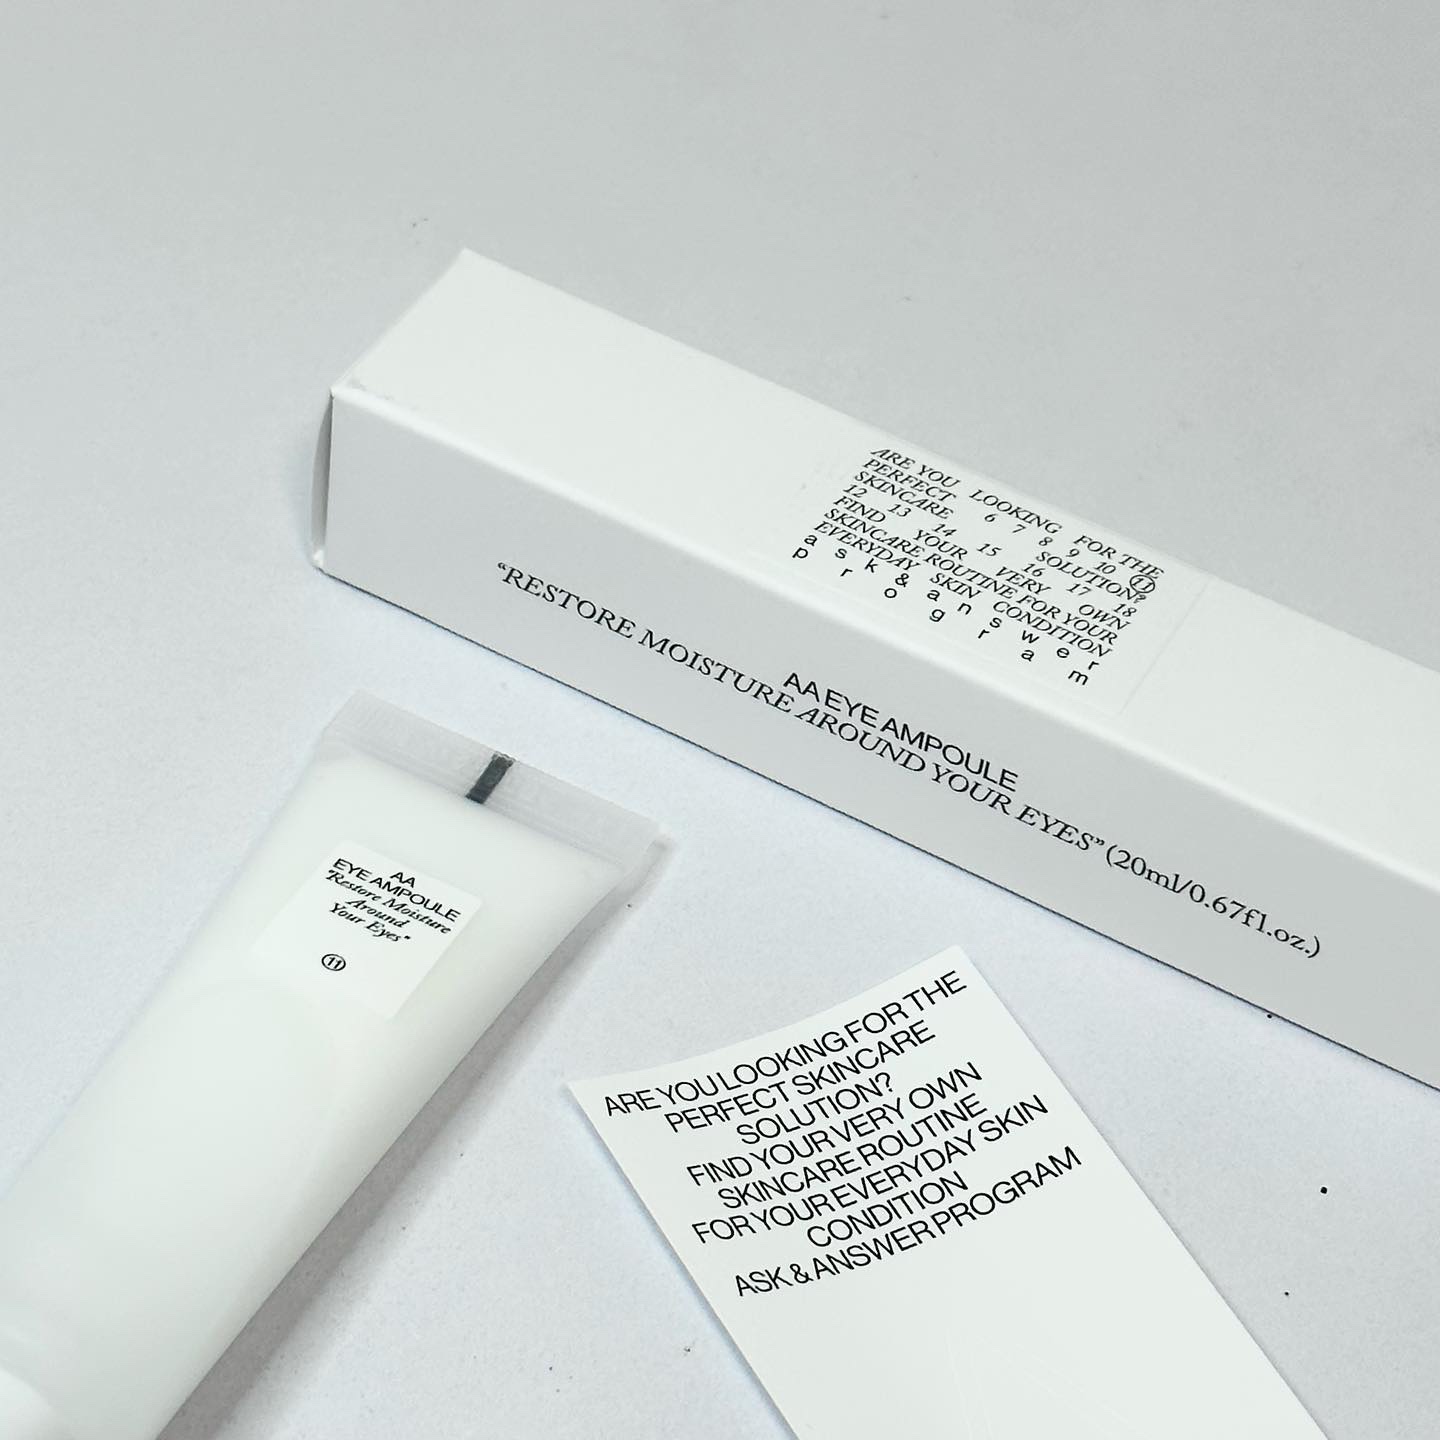 ARE YOU LOOKING FOR THE
PERFECT 6 7 8 9 10 ⑪
SKINCARE SOLUTION?
12 13 14 15 16 17 18
FIND YOUR VERY OWN
SKINCARE ROUTINE FOR YOUR
EVERYDAY SKIN CONDITION
ask&answer
program
AA EYE AMPOULE
“RESTORE MOISTURE AROUND YOUR EYES” (20ml/0.67fl.oz.)
AA
EYE AMPOULE
"Restore Moisture
Around
Your Eyes"
⑪
ARE YOU LOOKING FOR THE
PERFECT SKINCARE
SOLUTION?
FIND YOUR VERY OWN
SKINCARE ROUTINE
FOR YOUR EVERYDAY SKIN
CONDITION
ASK & ANSWER PROGRAM